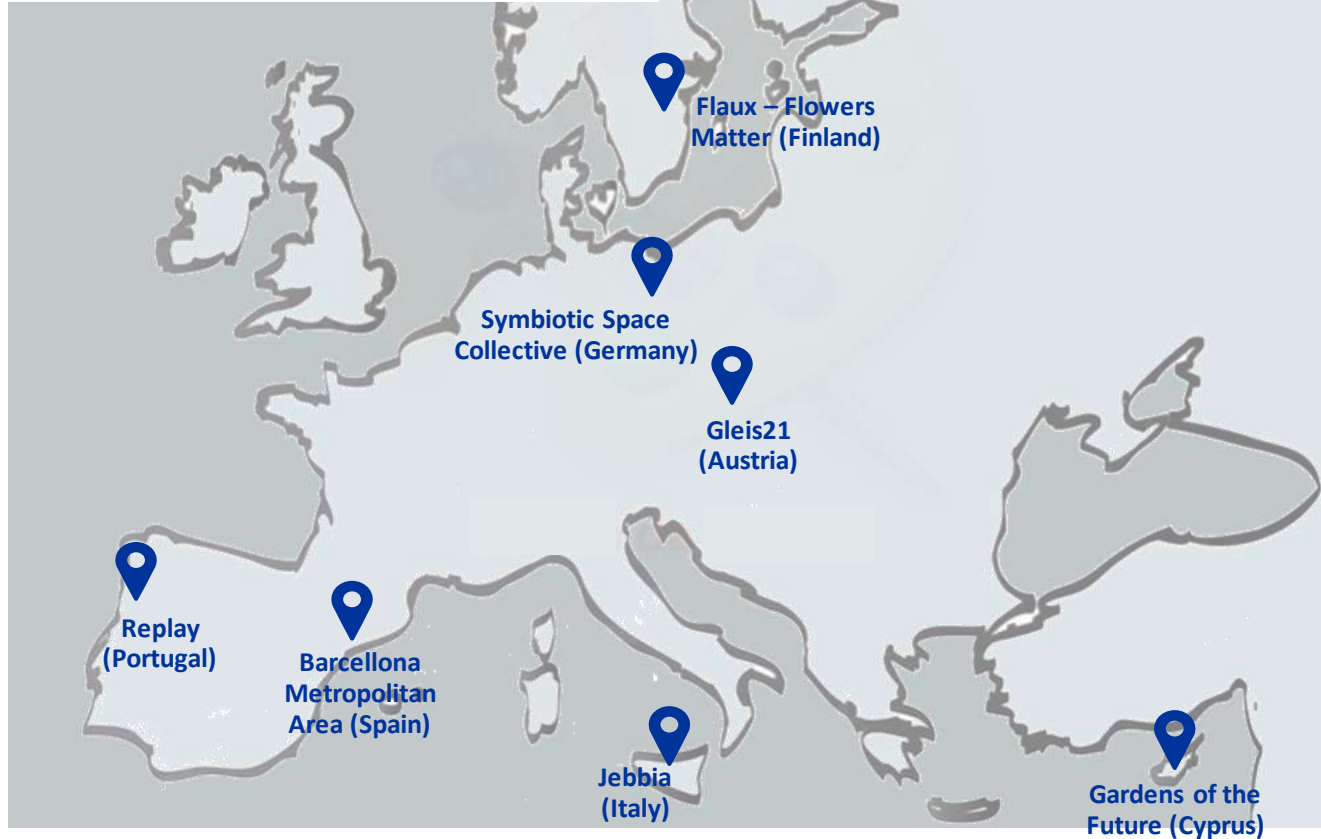 Flaux – Flowers
Matter (Finland)
Symbiotic Space
Collective (Germany)
Gleis21
(Austria)
Replay
(Portugal)
Barcellona
Metropolitan
Area (Spain)
Jebbia
(Italy)
Gardens of the
Future (Cyprus)